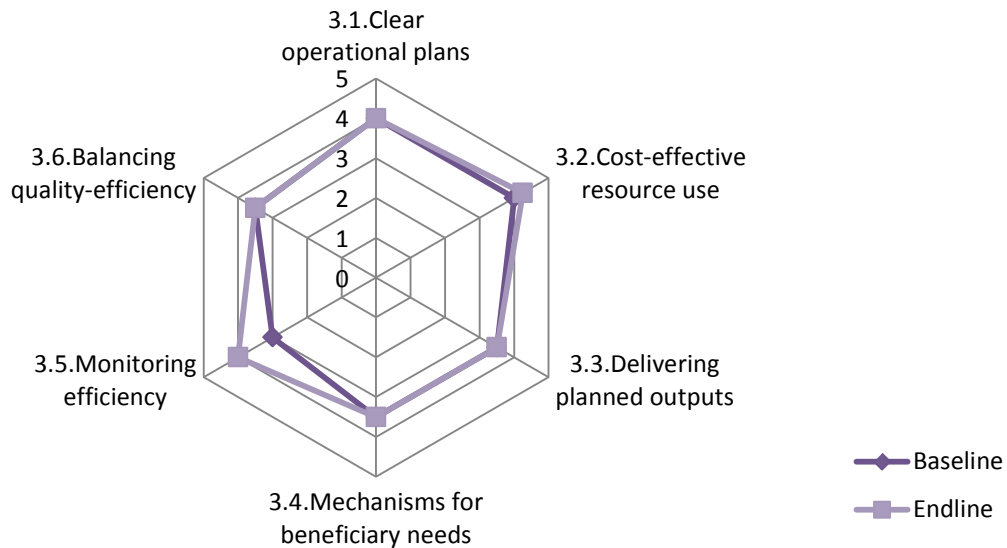 3.1.Clear
operational plans
5
4
3
2
1
0
3.2.Cost-effective
resource use
3.3.Delivering
planned outputs
3.4.Mechanisms for
beneficiary needs
3.5.Monitoring
efficiency
3.6.Balancing
quality-efficiency
Baseline
Endline